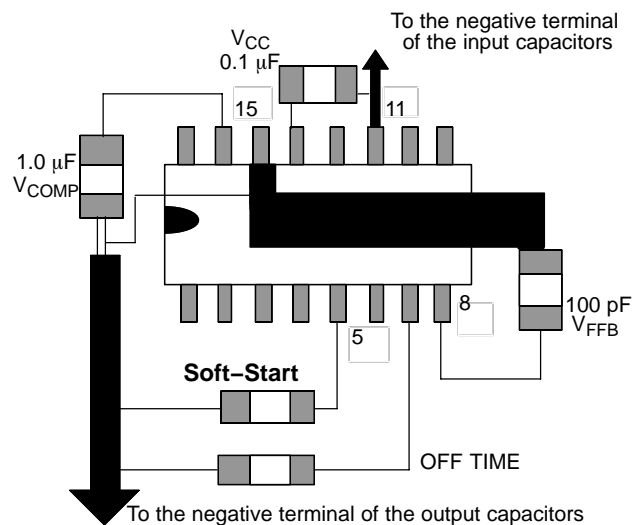 To the negative terminal
of the input capacitors
VCC
0.1 μF
15
11
1.0 μF
VCOMP
8
100 pF
VFFB
5
Soft−Start
OFF TIME
To the negative terminal of the output capacitors